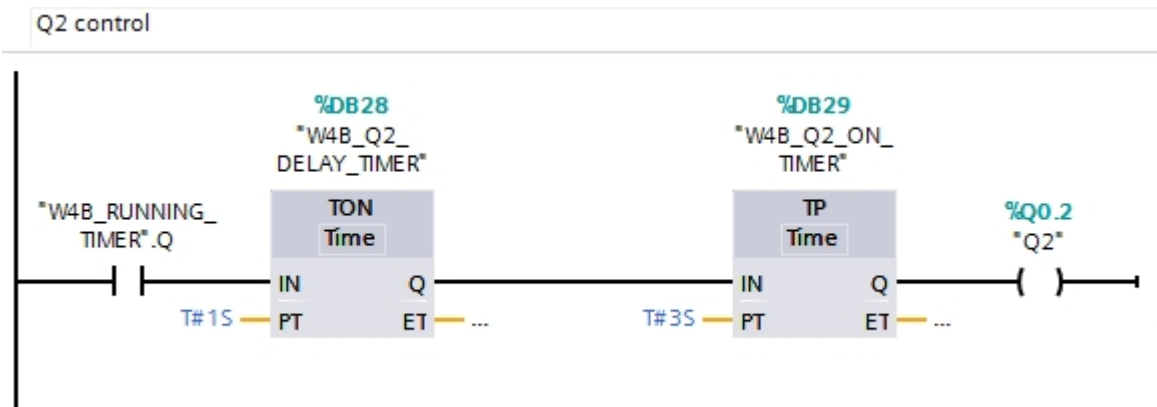 Q2 control
%DB28
"W4B_Q2_
DELAY_TIMER"
%DB29
"W4B_Q2_ON_
TIMER"
"W4B_RUNNING_
TIMER".Q
TON
Time
TP
Time
%Q0.2
"Q2"
IN Q
IN Q
T#1S PT ET ...
T#3S PT ET ...